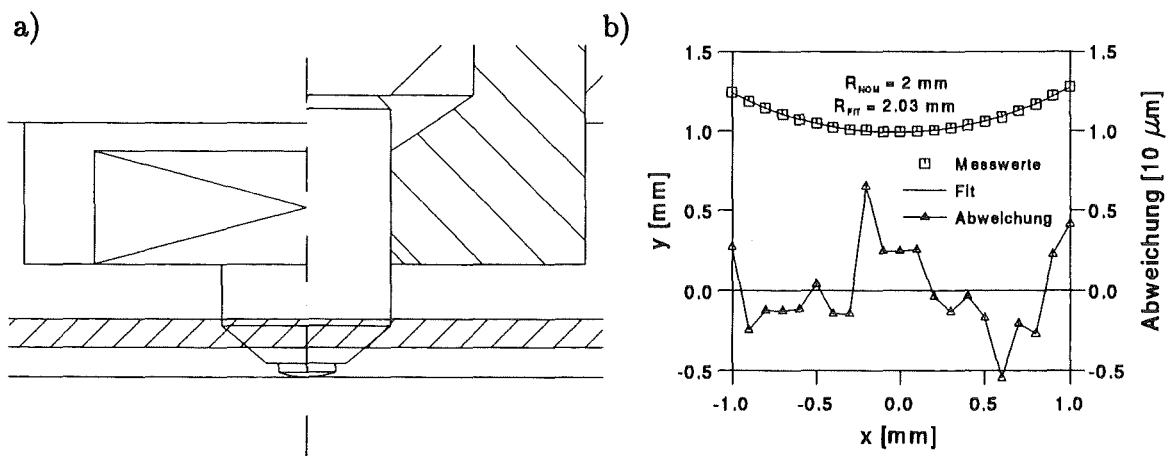 a)
b)
1.5
1.0
0.5
0.0
-0.5
y [mm]
R_NOM = 2 mm
R_FIT = 2.03 mm
Messwerte
Fit
Abweichung
1.5
1.0
0.5
0.0
-0.5
Abweichung [10 μm]
-1.0 -0.5 0.0 0.5 1.0
x [mm]